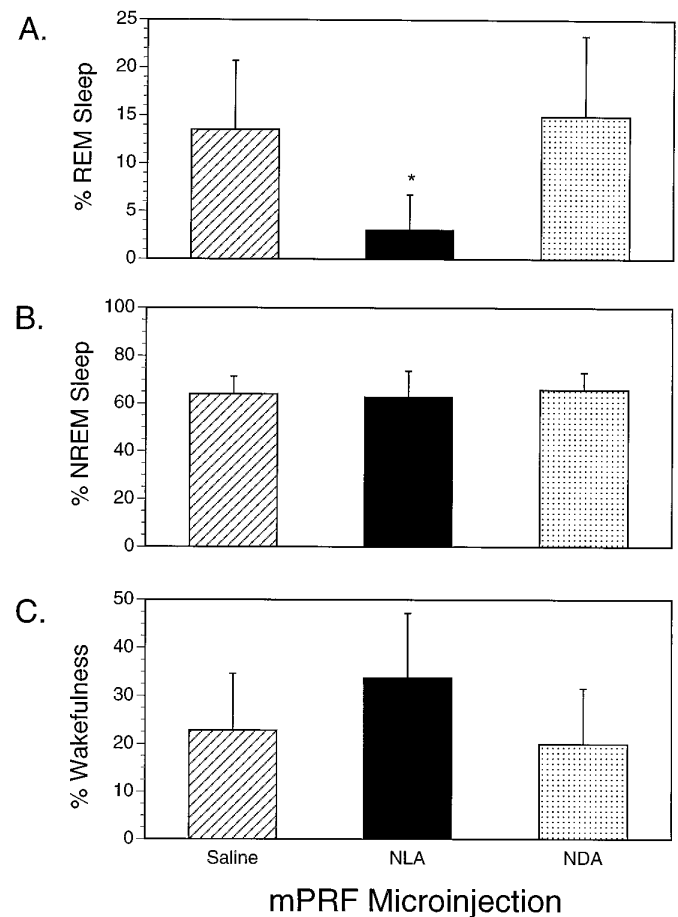 A.
% REM Sleep
25
20
15
10
5
0
*
B.
% NREM Sleep
100
80
60
40
20
0
C.
% Wakefulness
50
40
30
20
10
0
Saline NLA NDA
mPRF Microinjection